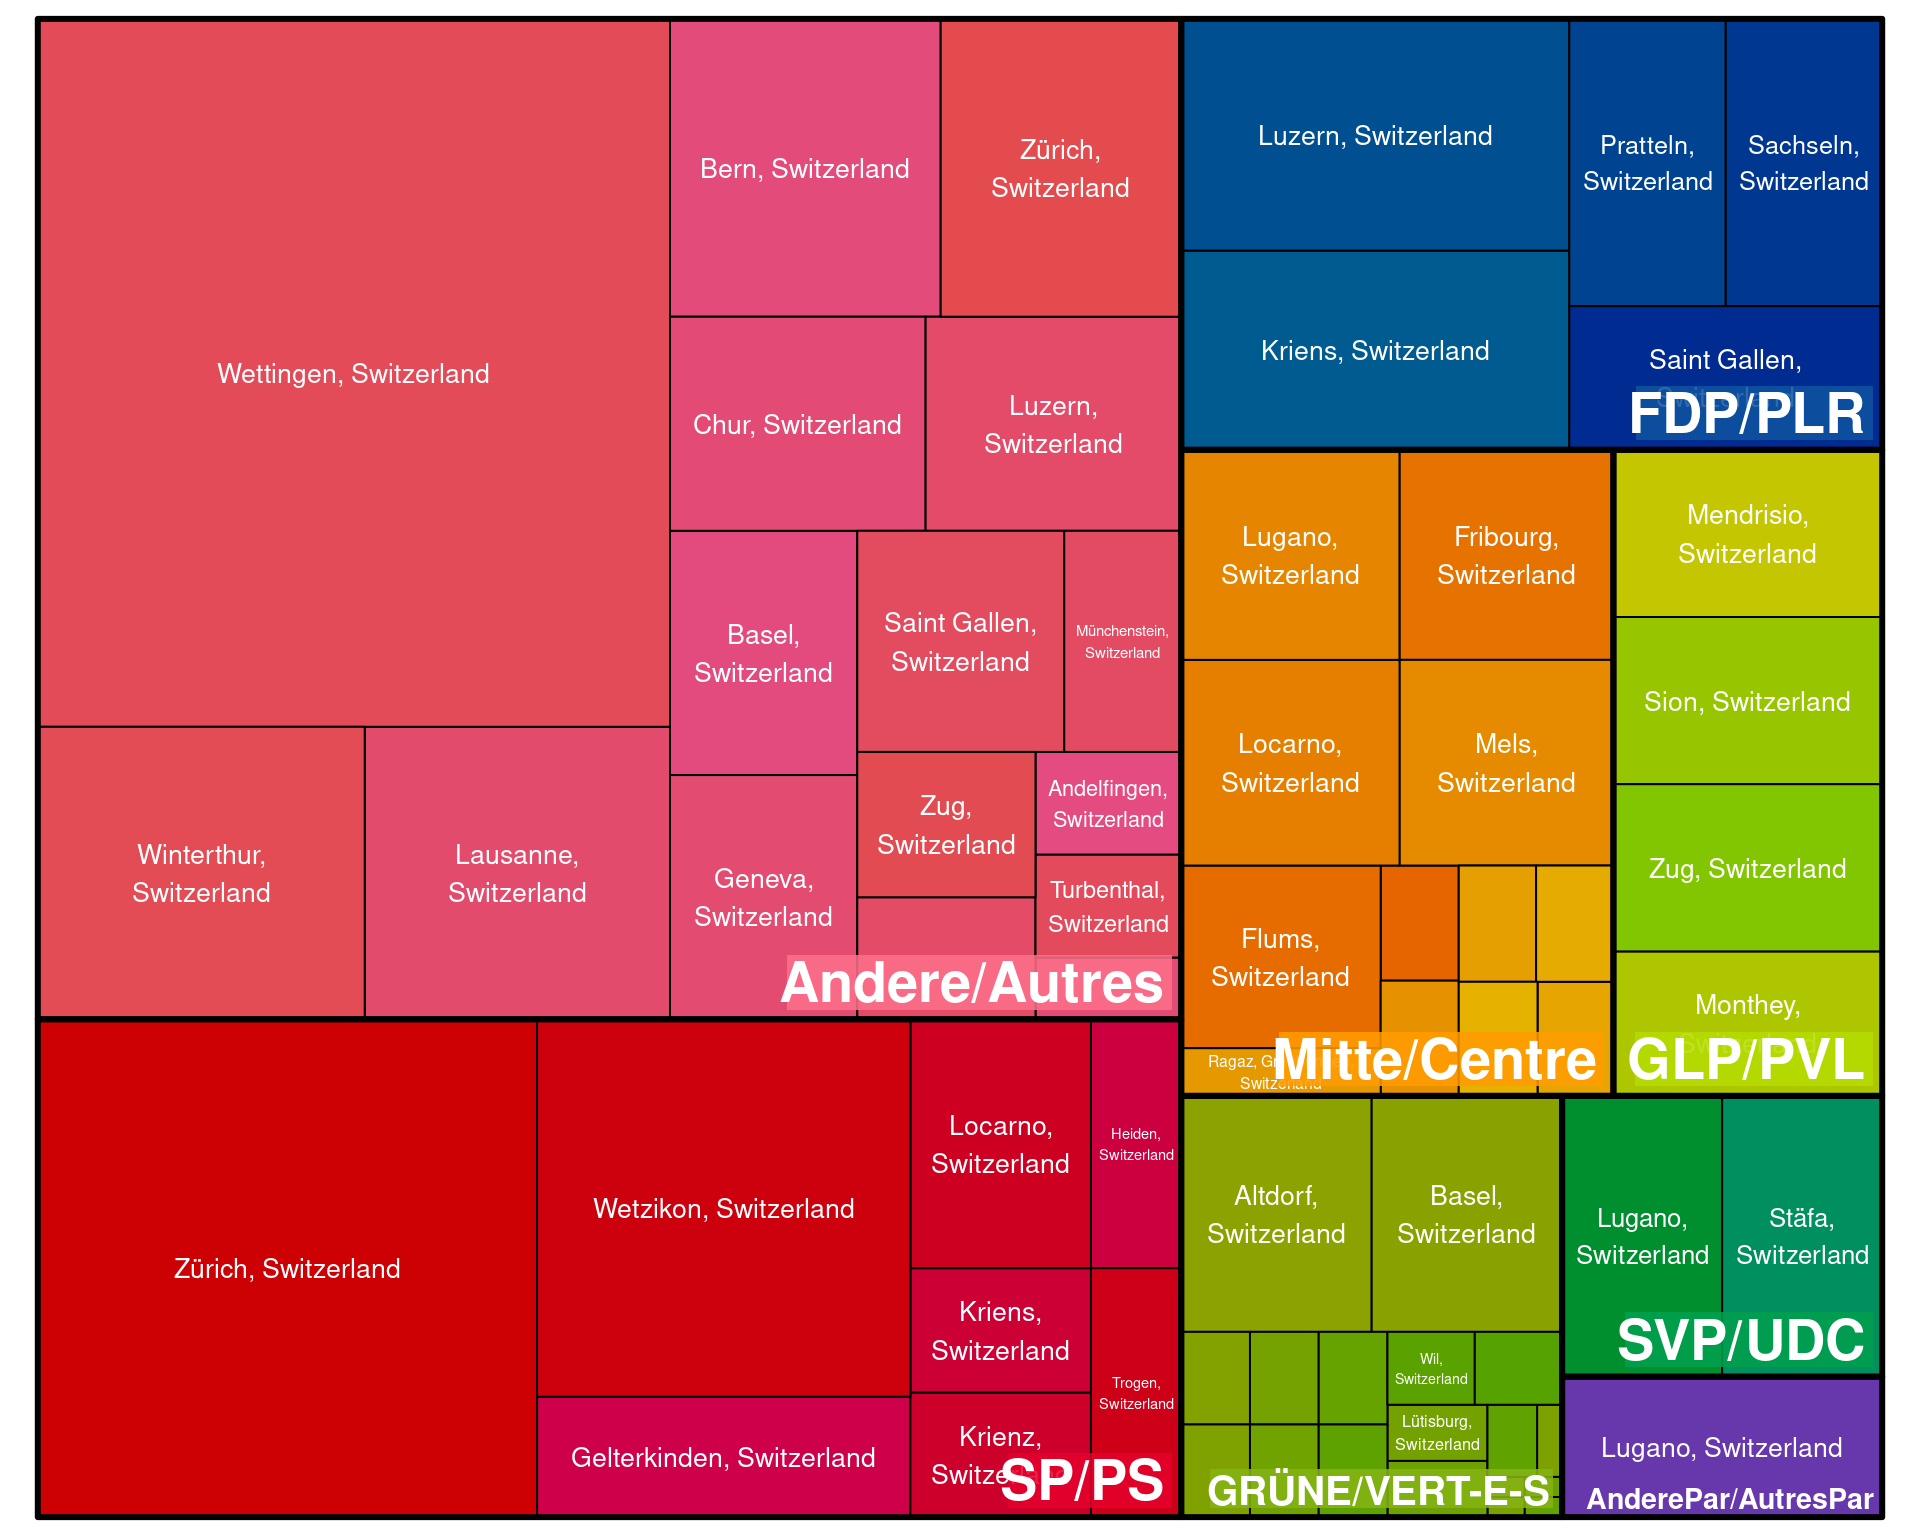 Wettingen, Switzerland
Bern, Switzerland
Zürich,
Switzerland
Chur, Switzerland
Luzern,
Switzerland
Basel,
Switzerland
Saint Gallen,
Switzerland
Münchenstein,
Switzerland
Winterthur,
Switzerland
Lausanne,
Switzerland
Geneva,
Switzerland
Zug,
Switzerland
Andelfingen,
Switzerland
Turbenthal,
Switzerland
Andere/Autres
Zürich, Switzerland
Wetzikon, Switzerland
Gelterkinden, Switzerland
Locarno,
Switzerland
Heiden,
Switzerland
Kriens,
Switzerland
Krienz,
Trogen,
Switzerland
SP/PS
Luzern, Switzerland
Kriens, Switzerland
Pratteln,
Switzerland
Sachseln,
Switzerland
Saint Gallen,
Switzerland
FDP/PLR
Lugano,
Switzerland
Fribourg,
Switzerland
Locarno,
Switzerland
Mels,
Switzerland
Flums,
Switzerland
Ragaz,
Switzerland
Mitte/Centre
Mendrisio,
Switzerland
Sion, Switzerland
Zug, Switzerland
Monthey,
GLP/PVL
Altdorf,
Switzerland
Basel,
Switzerland
Wil,
Switzerland
Lütisburg,
Switzerland
GRÜNE/VERT-E-S
Lugano,
Switzerland
Stäfa,
Switzerland
SVP/UDC
Lugano, Switzerland
AnderePar/AutresPar